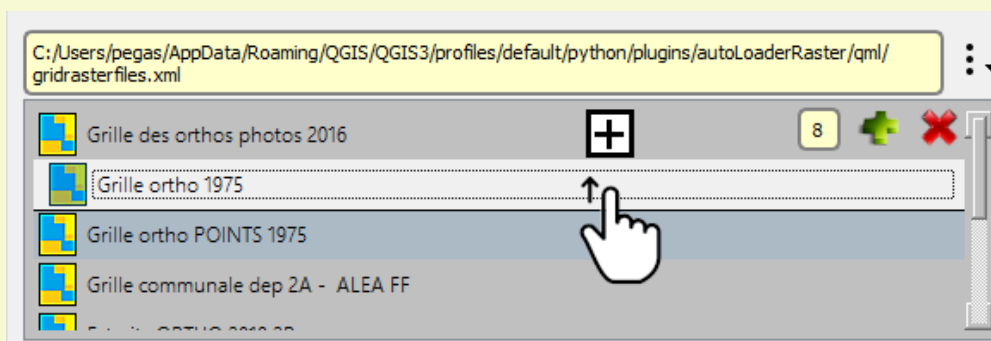 C:/Users/pegas/AppData/Roaming/QGIS/QGIS3/profiles/default/python/plugins/autoLoaderRaster/qml/
gridrasterfiles.xml
Grille des orthos photos 2016
8
Grille ortho 1975
Grille ortho POINTS 1975
Grille communale dep 2A - ALEA FF